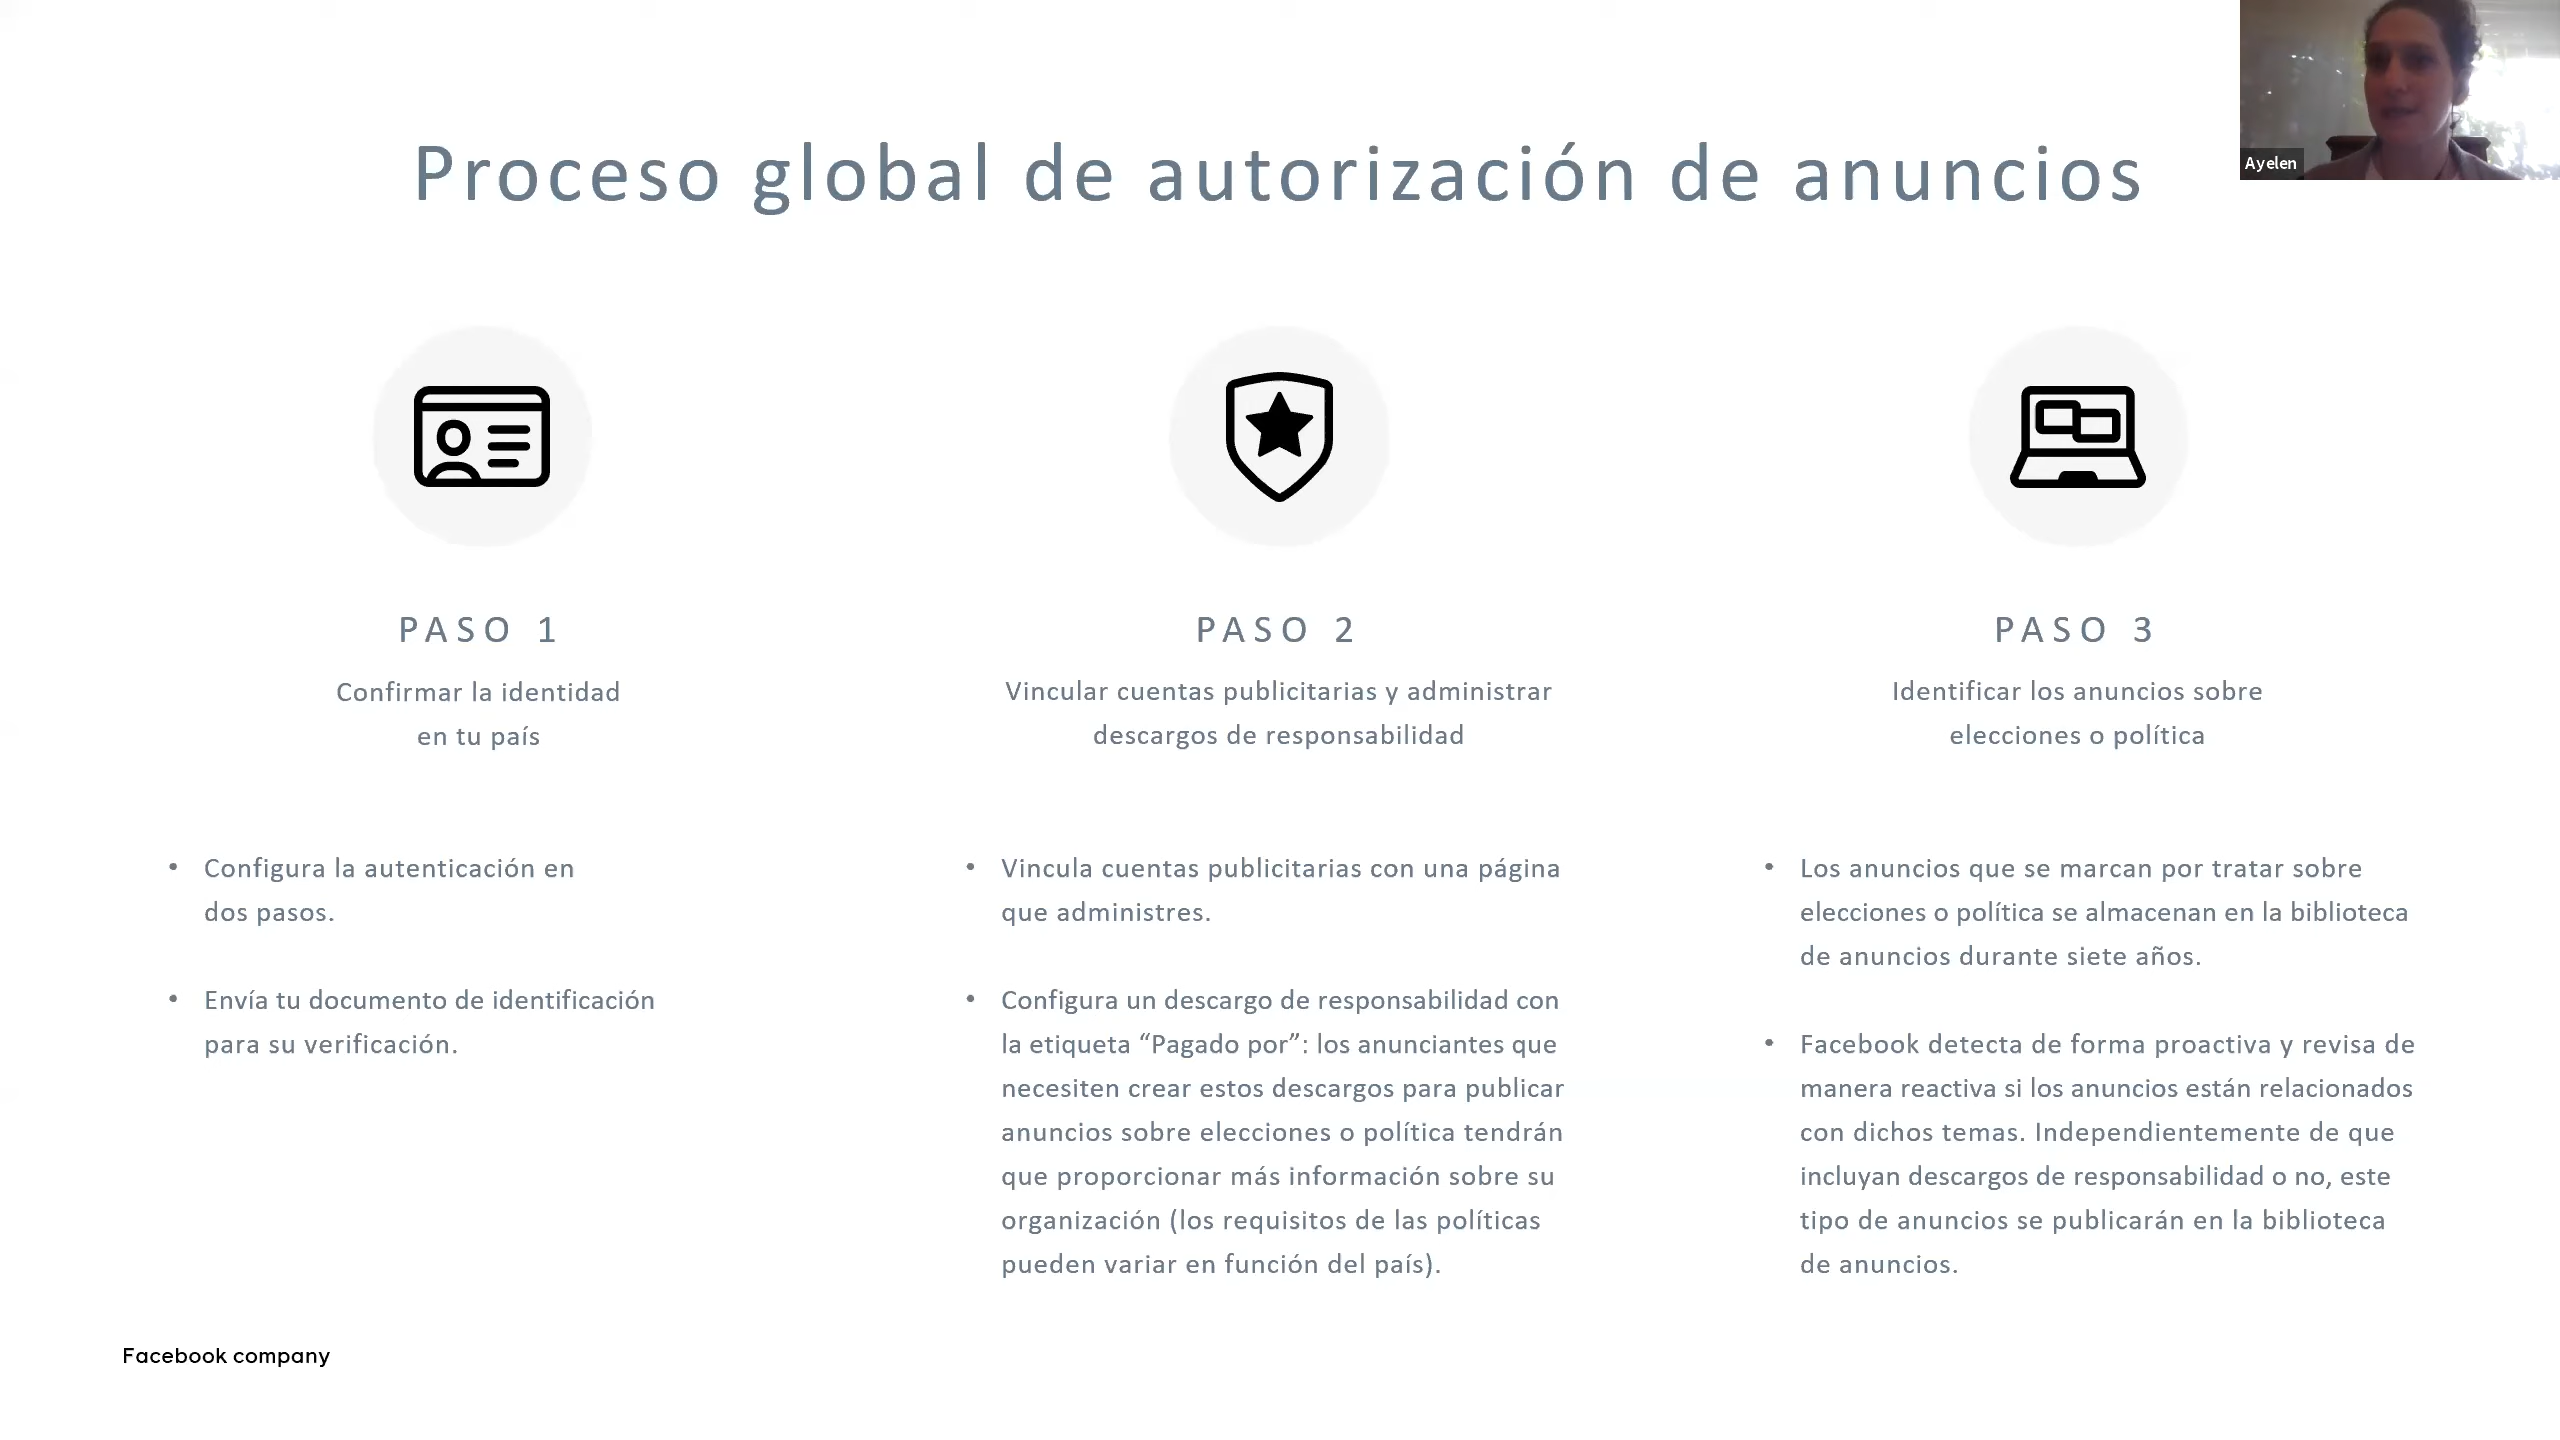 Ayelen
Proceso global de autorización de anuncios
PASO 1
Confirmar la identidad
en tu país
• Configura la autenticación en
dos pasos.
• Envía tu documento de identificación
para su verificación.
PASO 2
Vincular cuentas publicitarias y administrar
descargos de responsabilidad
• Vincula cuentas publicitarias con una página
que administres.
• Configura un descargo de responsabilidad con
la etiqueta “Pagado por”: los anunciantes que
necesiten crear estos descargos para publicar
anuncios sobre elecciones o política tendrán
que proporcionar más información sobre su
organización (los requisitos de las políticas
pueden variar en función del país).
PASO 3
Identificar los anuncios sobre
elecciones o política
• Los anuncios que se marcan por tratar sobre
elecciones o política se almacenan en la biblioteca
de anuncios durante siete años.
• Facebook detecta de forma proactiva y revisa de
manera reactiva si los anuncios están relacionados
con dichos temas. Independientemente de que
incluyan descargos de responsabilidad o no, este
tipo de anuncios se publicarán en la biblioteca
de anuncios.
Facebook company